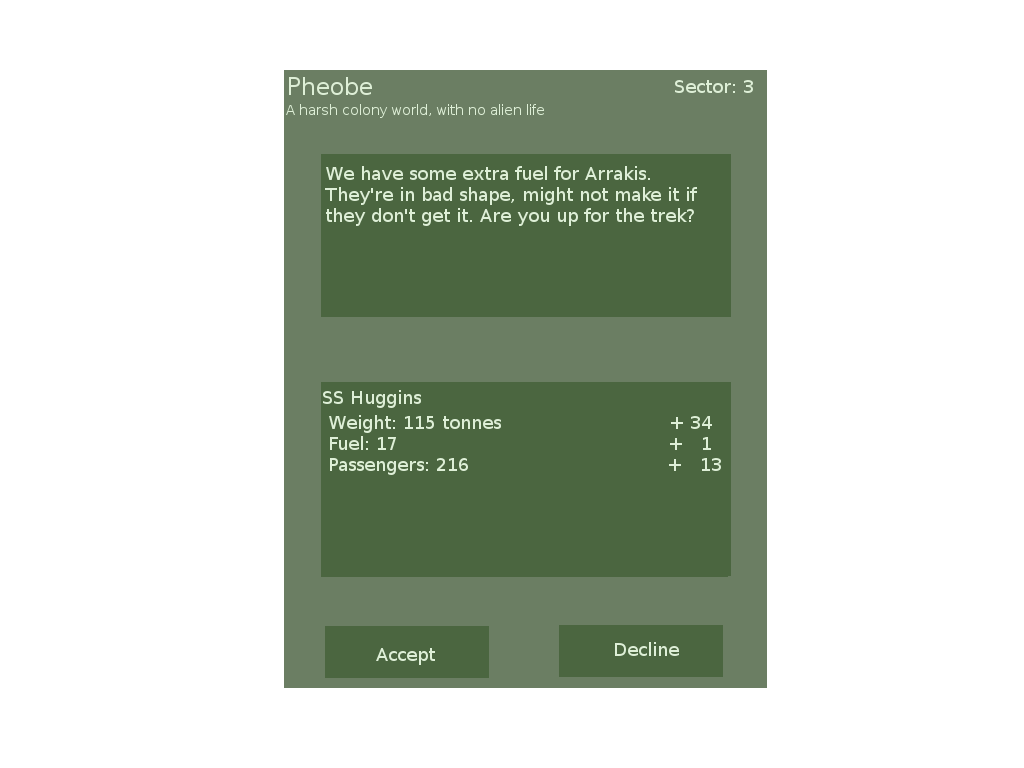 Pheobe
Sector: 3
A harsh colony world, with no alien life
We have some extra fuel for Arrakis.
They're in bad shape, might not make it if
they don't get it. Are you up for the trek?
SS Huggins
Weight: 115 tonnes + 34
Fuel: 17 + 1
Passengers: 216 + 13
Accept
Decline